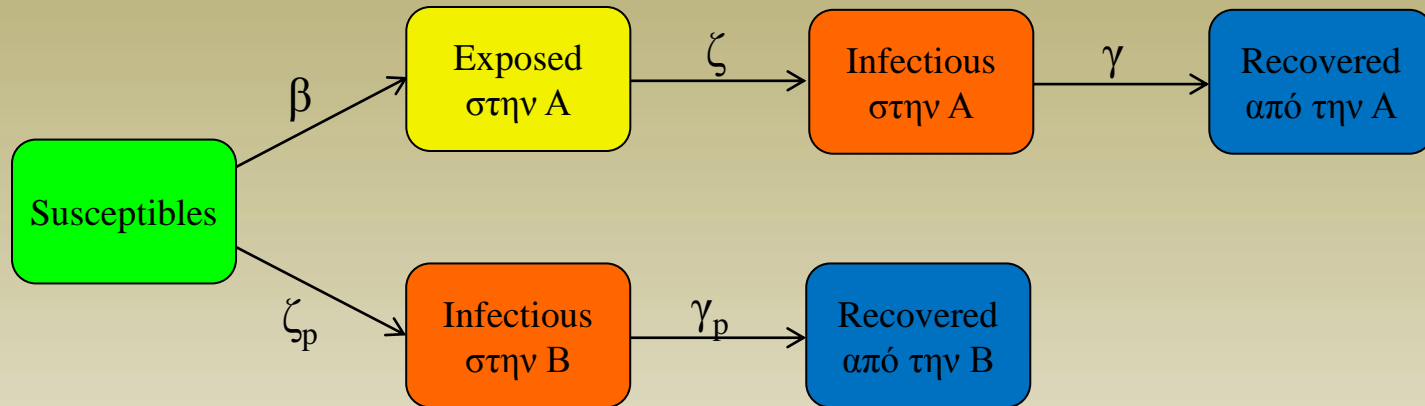 Susceptibles
β
Exposed
στην Α
ζ
Infectious
στην Α
γ
Recovered
από την Α
ζp
Infectious
στην Β
γp
Recovered
από την Β